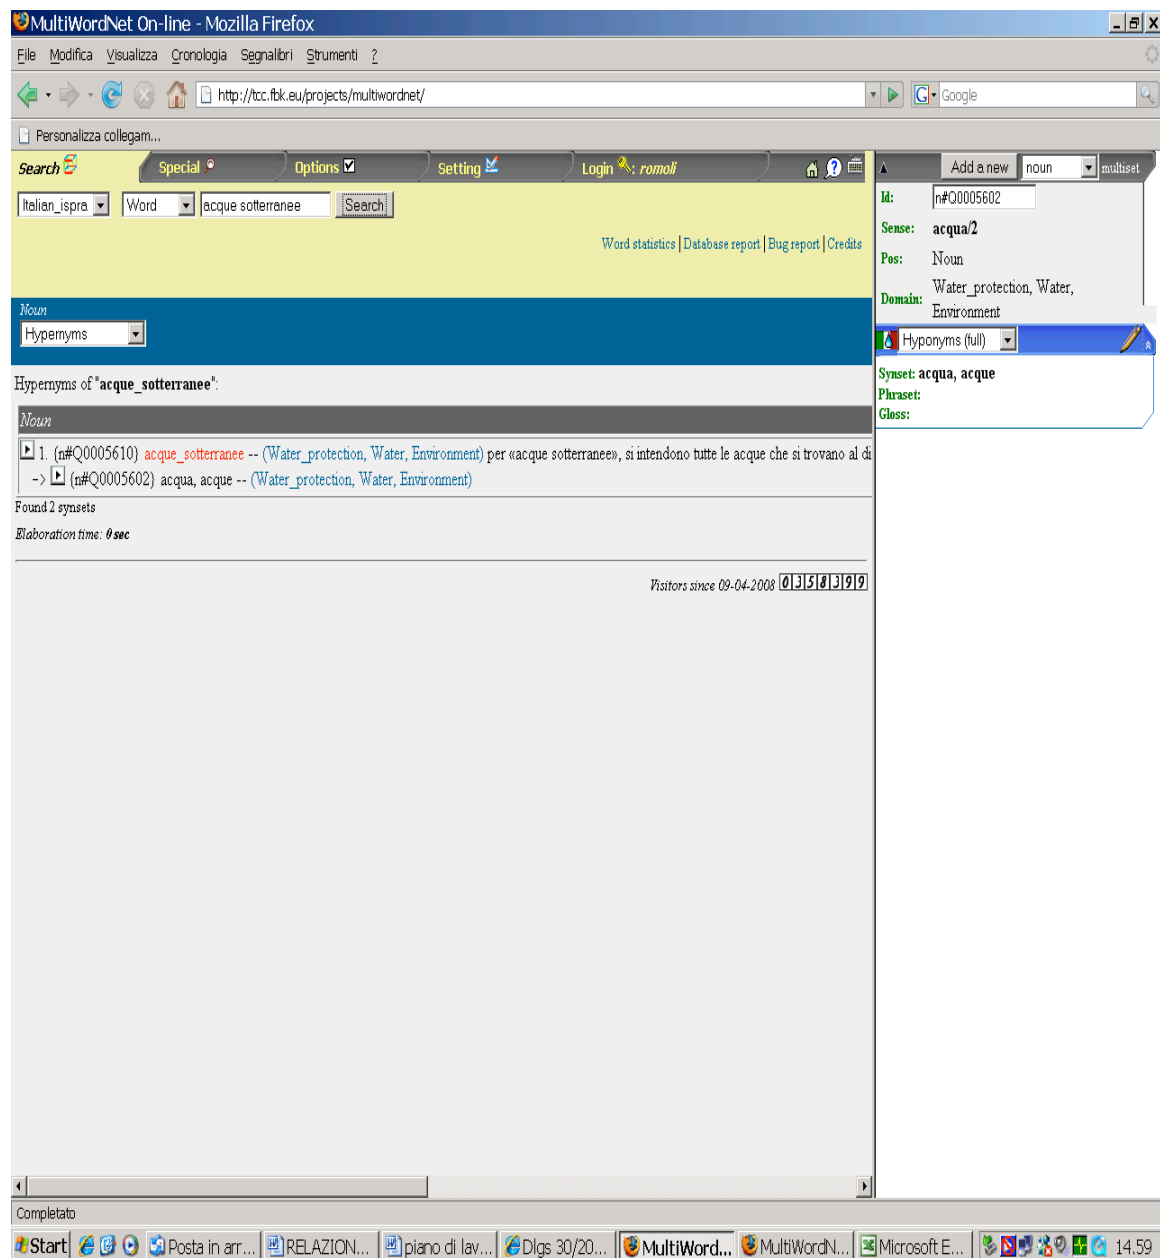 MultiWordNet On-line - Mozilla Firefox
File Modifica Visualizza Cronologia Segnalibri Strumenti ?
http://tcc.fbk.eu/projects/multiwordnet/
G Google
Personalizza collegam...
Search Special Options Setting Login : romoli
Italian_ispra Word acque sotterranee Search
Word statistics | Database report | Bug report | Credits
Noun
Hypernyms
Hypernyms of "acque_sotterranee":
Noun
1. {n#Q0005610} acque_sotterranee -- (Water_protection, Water, Environment) per «acque sotterranee», si intendono tutte le acque che si trovano al di
-> {n#Q0005602} acqua, acque -- (Water_protection, Water, Environment)
Found 2 synsets
Elaboration time: 0 sec
Visitors since 09-04-2008 0358399
Add a new noun multiset
Id: n#Q0005602
Sense: acqua/2
Pos: Noun
Domain: Water_protection, Water,
Environment
Hyponyms (full)
Synset: acqua, acque
Phraset:
Gloss:
Completato
Start Posta in arr... RELAZION... piano di lav... Dlgs 30/20... MultiWord... MultiWordN... Microsoft E... 14.59